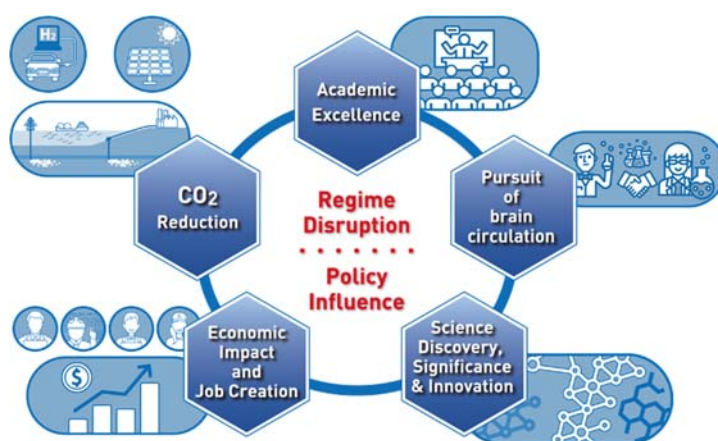 H2
Academic
Excellence
CO2
Reduction
Pursuit
of
brain
circulation
Regime
Disruption
Policy
Influence
Economic
Impact
and
Job Creation
Science
Discovery,
Significance
& Innovation
$